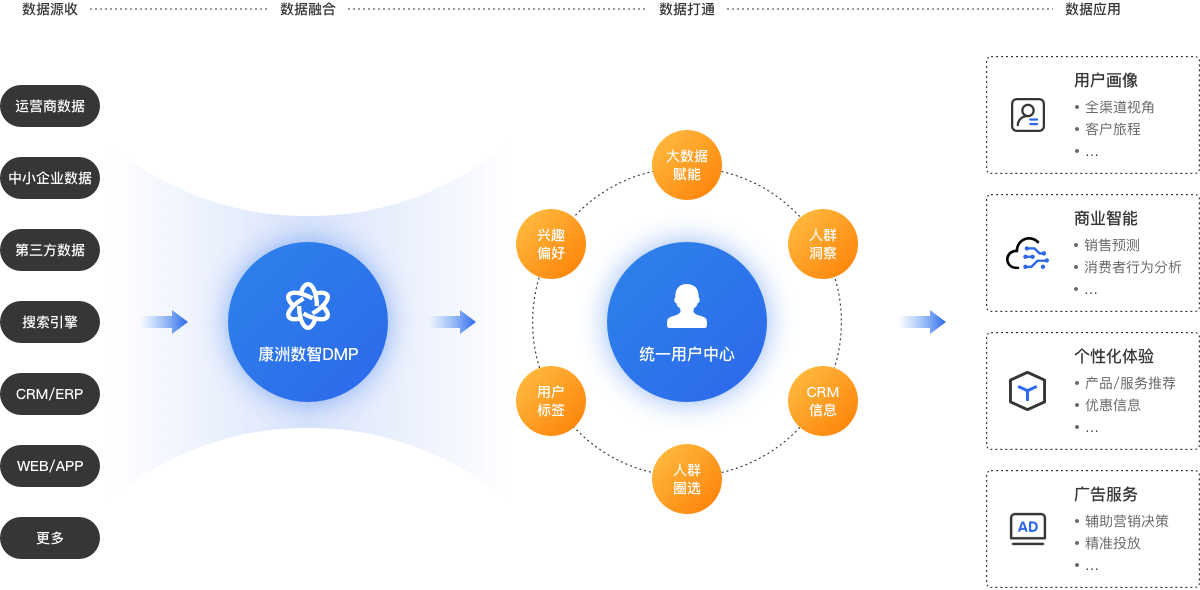 数据源收
数据融合
数据打通
数据应用
运营商数据
中小企业数据
第三方数据
搜索引擎
CRM/ERP
WEB/APP
更多
康洲数智DMP
大数据
赋能
兴趣
偏好
人群
洞察
统一用户中心
用户
标签
CRM
信息
人群
圈选
用户画像
• 全渠道视角
• 客户旅程
• ...
商业智能
• 销售预测
• 消费者行为分析
• ...
个性化体验
• 产品/服务推荐
• 优惠信息
• ...
AD
广告服务
• 辅助营销决策
• 精准投放
• ...